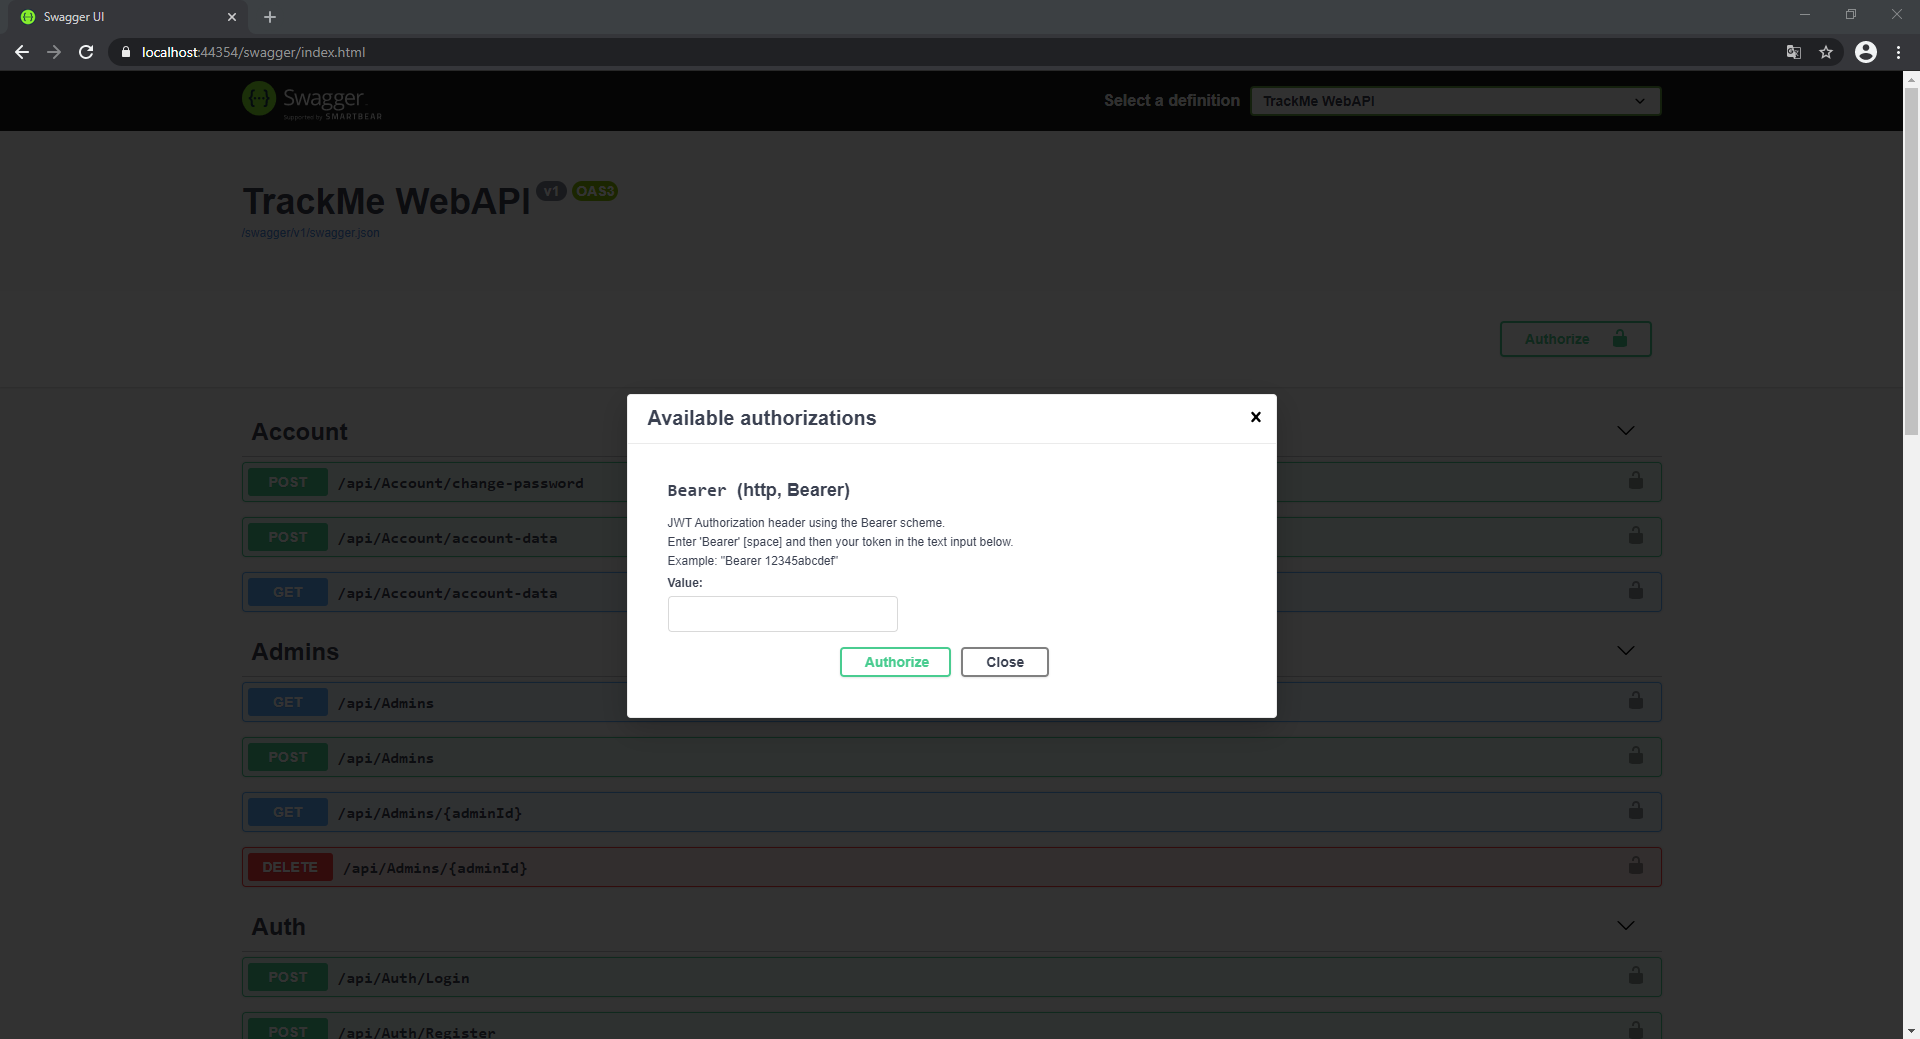 Swagger UI
localhost:44354/swagger/index.html
Swagger.
Supported by SMARTBEAR
Select a definition
TrackMe WebAPI
TrackMe WebAPI v1 OAS3
/swagger/v1/swagger.json
Authorize
Available authorizations
Bearer (http, Bearer)
JWT Authorization header using the Bearer scheme.
Enter 'Bearer' [space] and then your token in the text input below.
Example: "Bearer 12345abcdef"
Value:
Authorize Close
Account
POST /api/Account/change-password
POST /api/Account/account-data
GET /api/Account/account-data
Admins
GET /api/Admins
POST /api/Admins
GET /api/Admins/{adminId}
DELETE /api/Admins/{adminId}
Auth
POST /api/Auth/Login
POST /api/Auth/Register